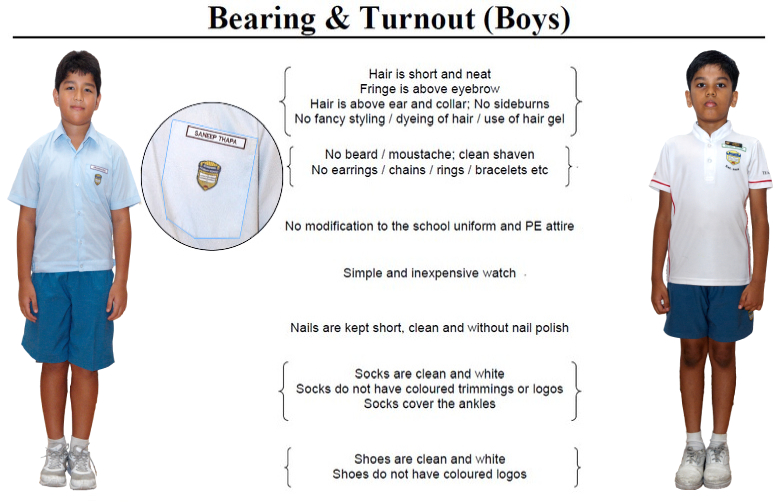 Bearing & Turnout (Boys)
Hair is short and neat
Fringe is above eyebrow
Hair is above ear and collar; No sideburns
No fancy styling / dyeing of hair / use of hair gel
SANEEP THAPA
No beard / moustache; clean shaven
No earrings / chains / rings / bracelets etc
No modification to the school uniform and PE attire
Simple and inexpensive watch
Nails are kept short, clean and without nail polish
Socks are clean and white
Socks do not have coloured trimmings or logos
Socks cover the ankles
Shoes are clean and white
Shoes do not have coloured logos